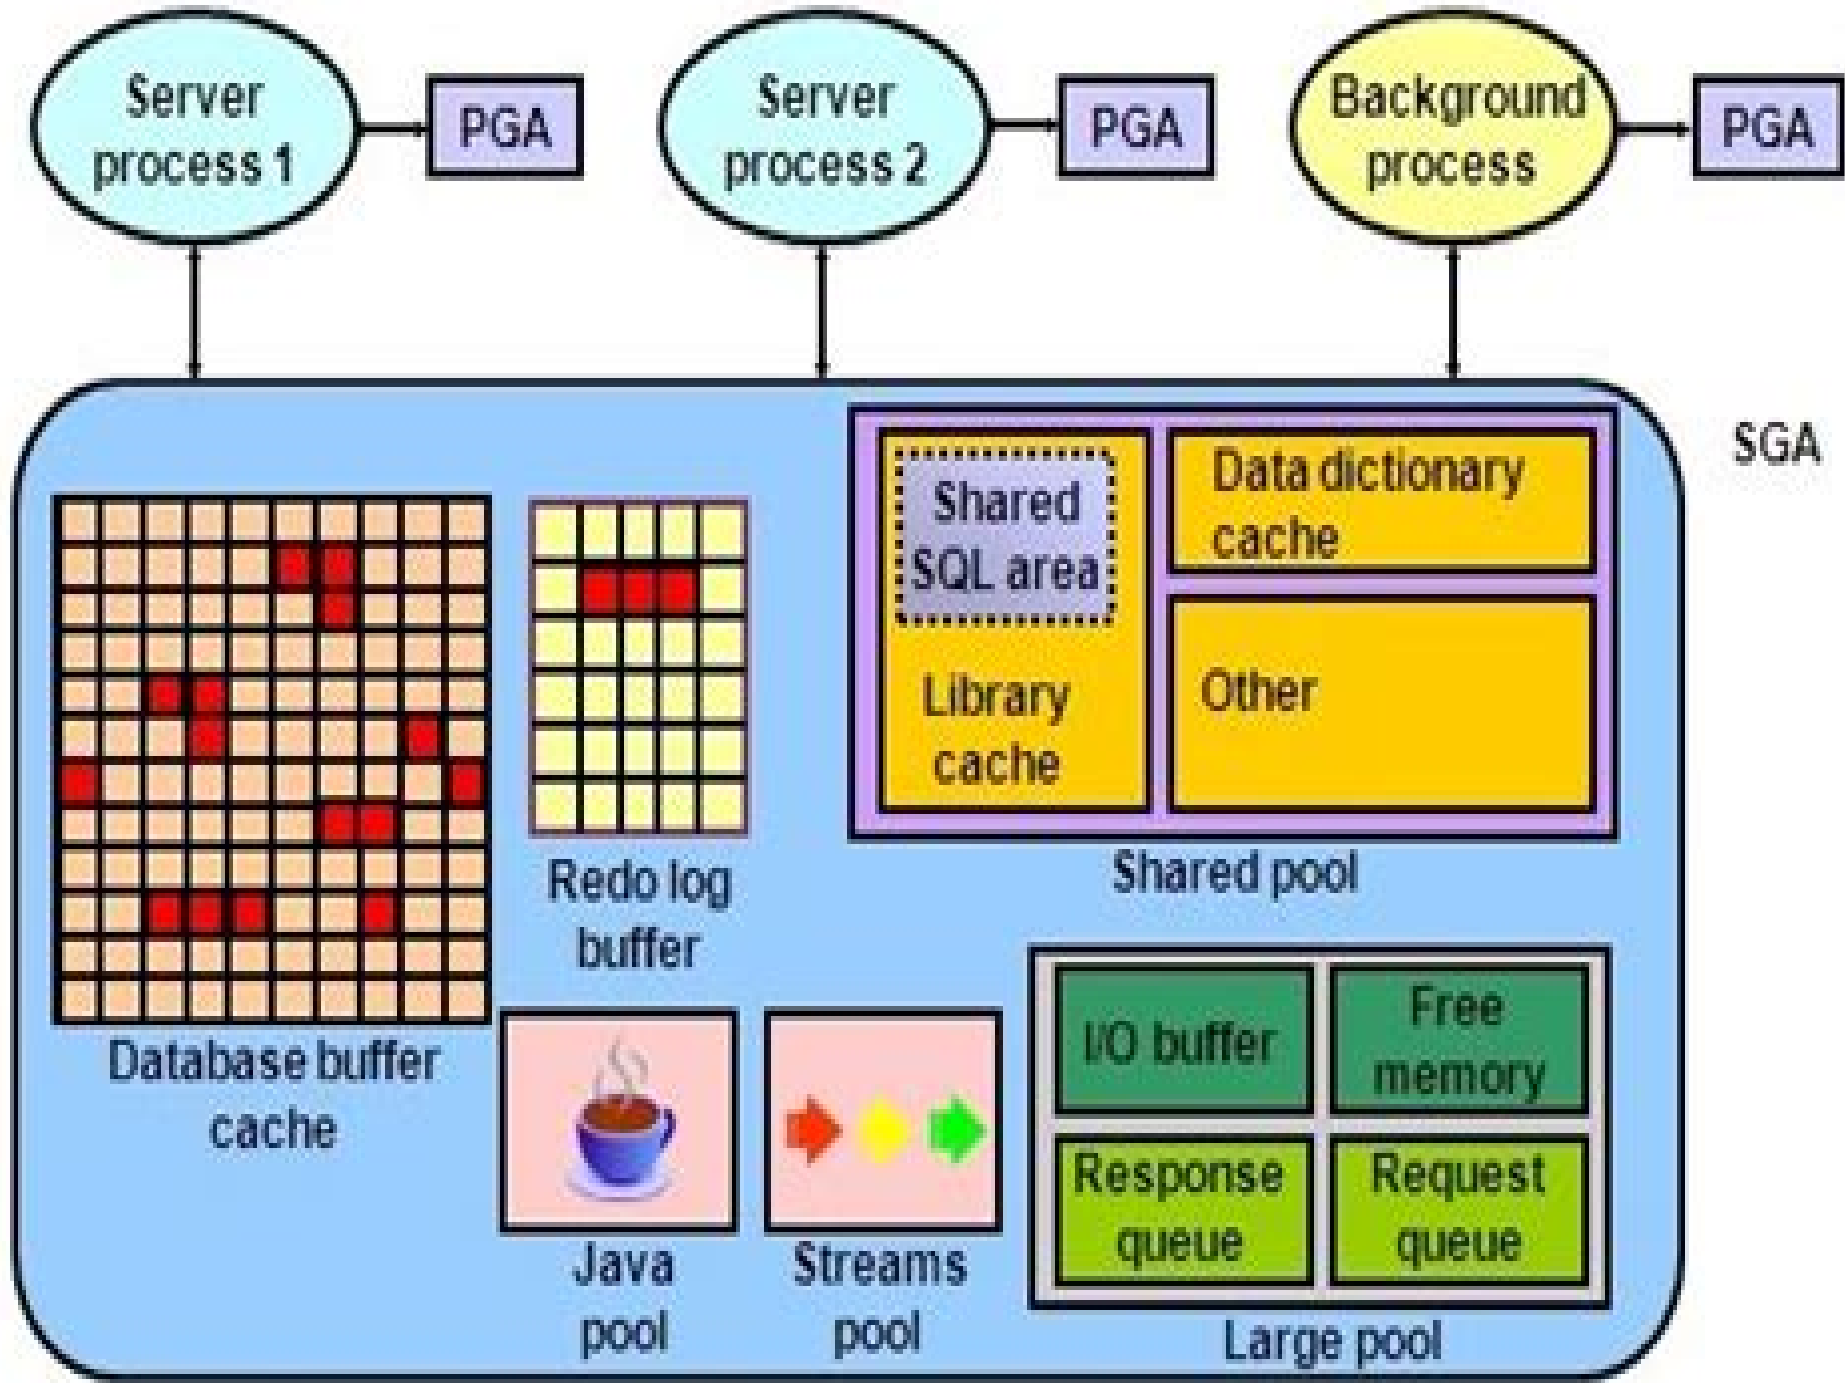 Server
process 1
PGA
Server
process 2
PGA
Background
process
PGA
SGA
Shared
SQL area
Library
cache
Data dictionary
cache
Other
Shared pool
Redo log
buffer
Database buffer
cache
Java
pool
Streams
pool
I/O buffer
Free
memory
Response
queue
Request
queue
Large pool